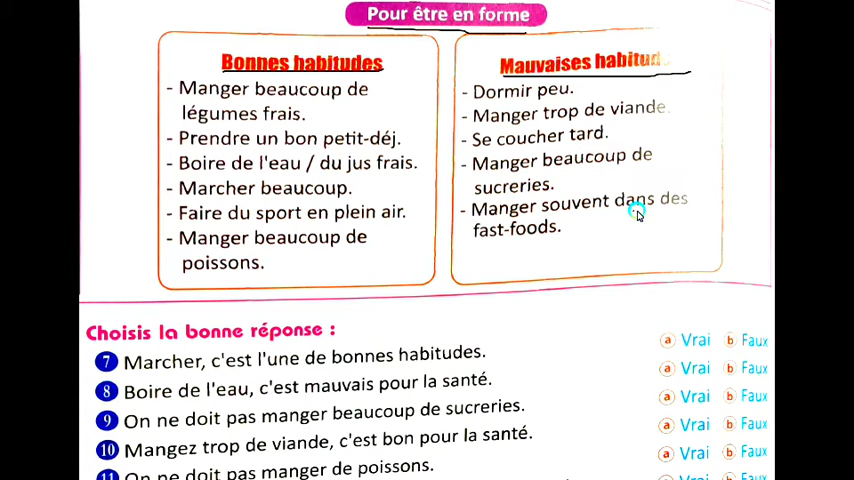 Pour être en forme
Bonnes habitudes
- Manger beaucoup de
légumes frais.
- Prendre un bon petit-déj.
- Boire de l'eau / du jus frais.
- Marcher beaucoup.
- Faire du sport en plein air.
- Manger beaucoup de
poissons.
Mauvaises
- Dormir peu.
- Manger trop de viande.
- Se coucher tard.
- Manger beaucoup de
sucreries.
- Manger souvent dans des
fast-foods.
Choisis la bonne réponse :
7 Marcher, c'est l'une de bonnes habitudes. a Vrai b Faux
8 Boire de l'eau, c'est mauvais pour la santé. a Vrai b Faux
9 On ne doit pas manger beaucoup de sucreries. a Vrai b Faux
10 Mangez trop de viande, c'est bon pour la santé. a Vrai b Faux
11 On ne doit pas manger de poissons. a Vrai b Faux